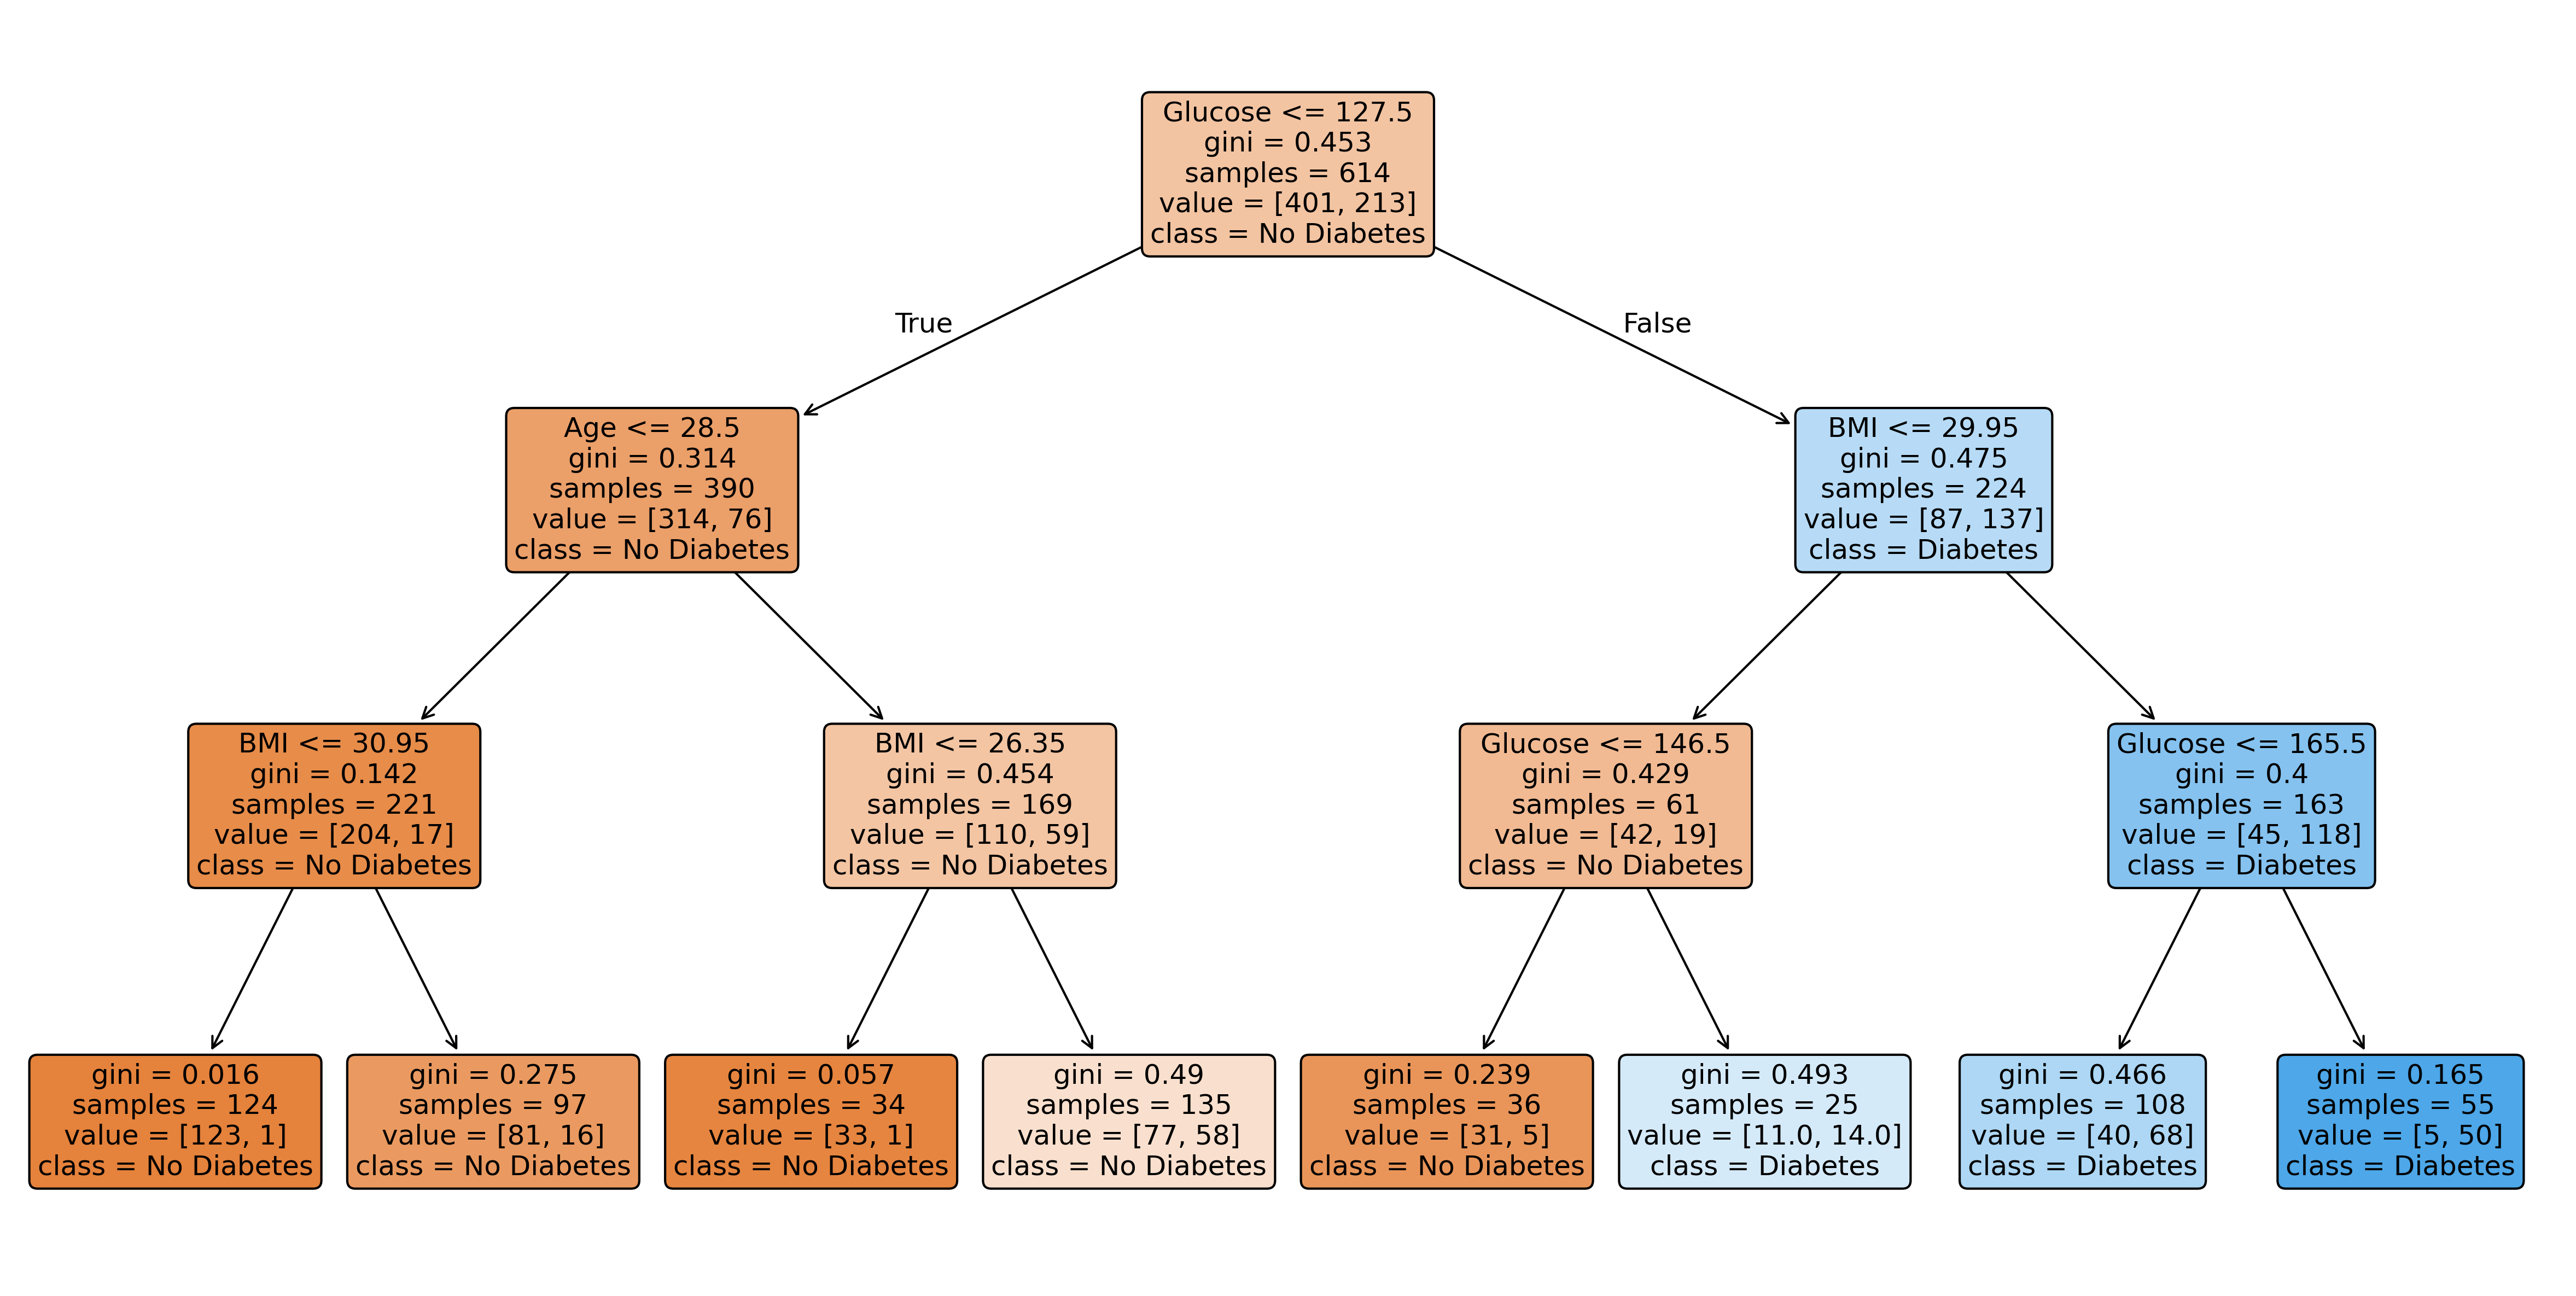 Glucose <= 127.5
gini = 0.453
samples = 614
value = [401, 213]
class = No Diabetes
True
False
Age <= 28.5
gini = 0.314
samples = 390
value = [314, 76]
class = No Diabetes
BMI <= 29.95
gini = 0.475
samples = 224
value = [87, 137]
class = Diabetes
BMI <= 30.95
gini = 0.142
samples = 221
value = [204, 17]
class = No Diabetes
BMI <= 26.35
gini = 0.454
samples = 169
value = [110, 59]
class = No Diabetes
Glucose <= 146.5
gini = 0.429
samples = 61
value = [42, 19]
class = No Diabetes
Glucose <= 165.5
gini = 0.4
samples = 163
value = [45, 118]
class = Diabetes
gini = 0.016
samples = 124
value = [123, 1]
class = No Diabetes
gini = 0.275
samples = 97
value = [81, 16]
class = No Diabetes
gini = 0.057
samples = 34
value = [33, 1]
class = No Diabetes
gini = 0.49
samples = 135
value = [77, 58]
class = No Diabetes
gini = 0.239
samples = 36
value = [31, 5]
class = No Diabetes
gini = 0.493
samples = 25
value = [11.0, 14.0]
class = Diabetes
gini = 0.466
samples = 108
value = [40, 68]
class = Diabetes
gini = 0.165
samples = 55
value = [5, 50]
class = Diabetes